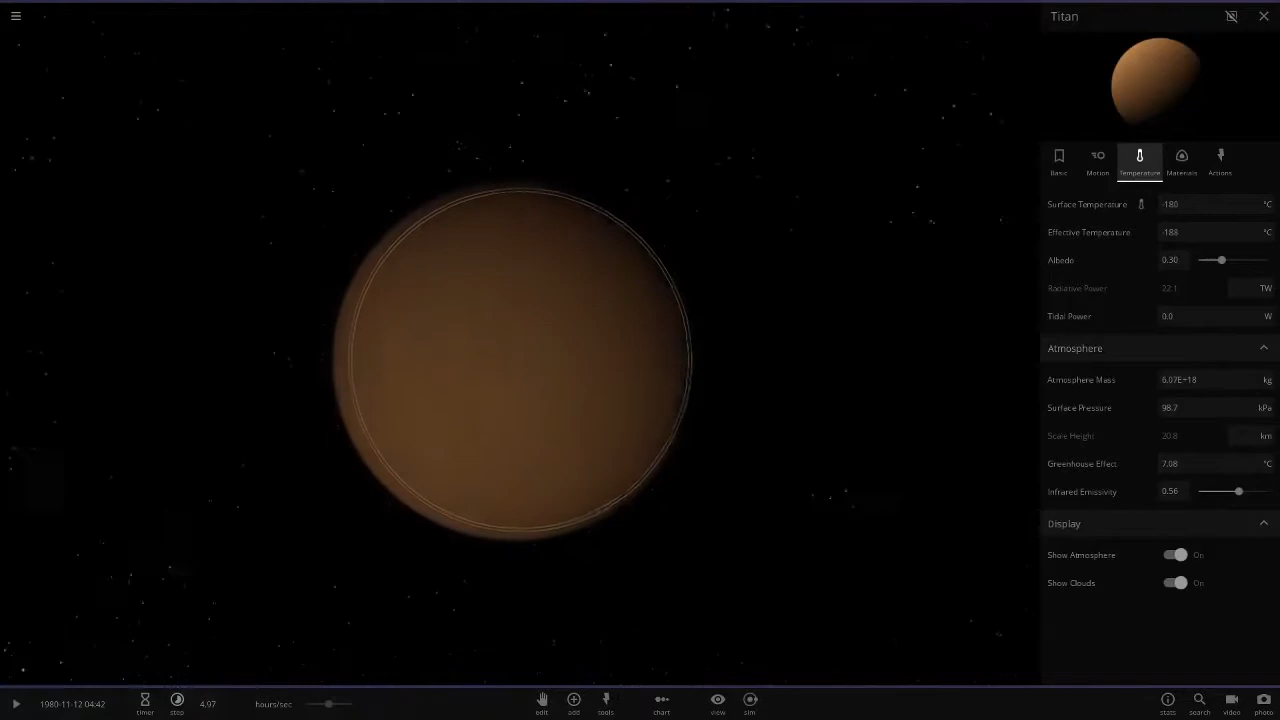 Titan
Basic Motion Temperature Materials Actions
Surface Temperature -180 °C
Effective Temperature -188 °C
Albedo 0.30
Radiative Power 22.1 TW
Tidal Power 0.0 W
Atmosphere
Atmosphere Mass 6.07E+18 kg
Surface Pressure 98.7 kPa
Scale Height 20.8 km
Greenhouse Effect 7.08 °C
Infrared Emissivity 0.56
Display
Show Atmosphere On
Show Clouds On
1980-11-12 04:42 timer step 4.97 hours/sec edit add tools chart view sim stats search video photo